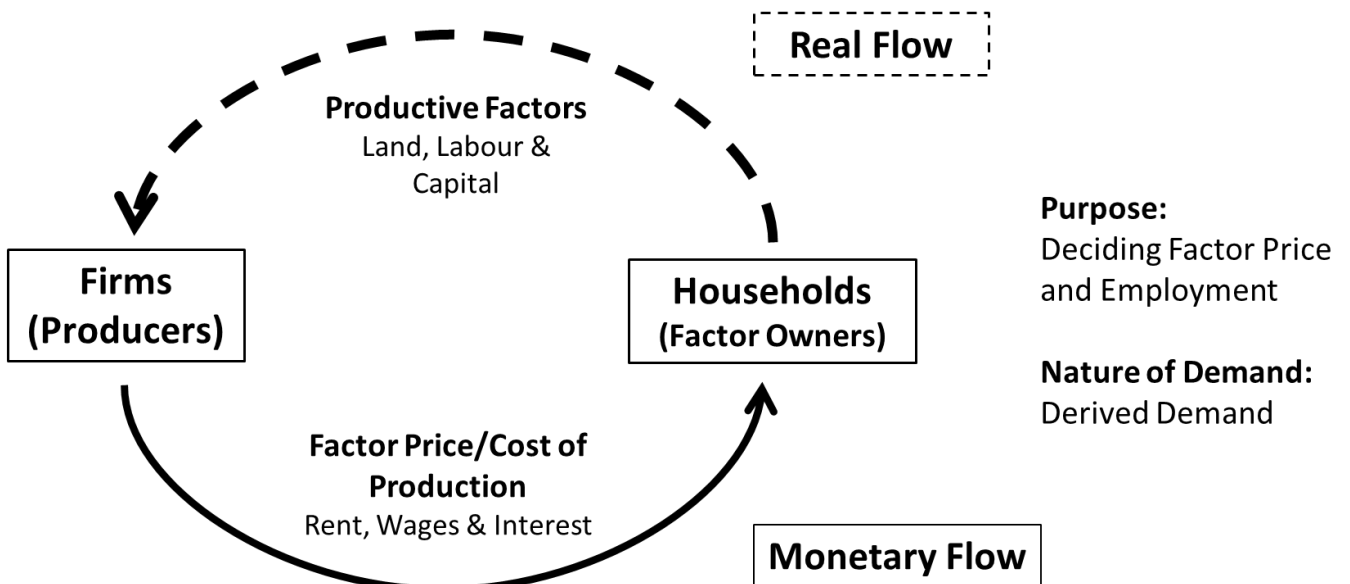 Real Flow
Productive Factors
Land, Labour &
Capital
Firms
(Producers)
Households
(Factor Owners)
Purpose:
Deciding Factor Price
and Employment
Nature of Demand:
Derived Demand
Factor Price/Cost of
Production
Rent, Wages & Interest
Monetary Flow